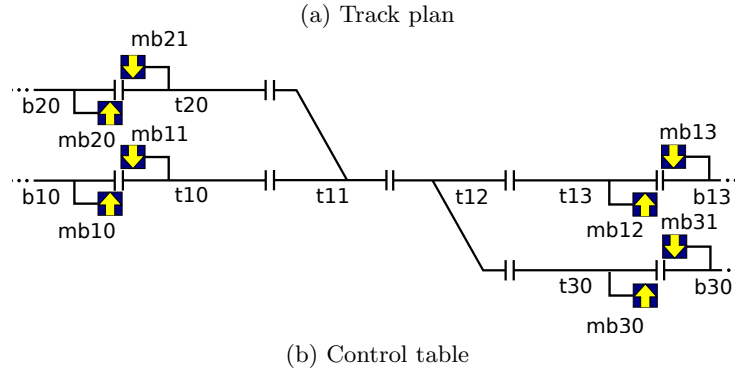 (a) Track plan
mb21
b20
t20
mb20
mb11
mb13
b10
t10
t11
t12
t13
b13
mb10
mb12
mb31
t30
b30
mb30
(b) Control table